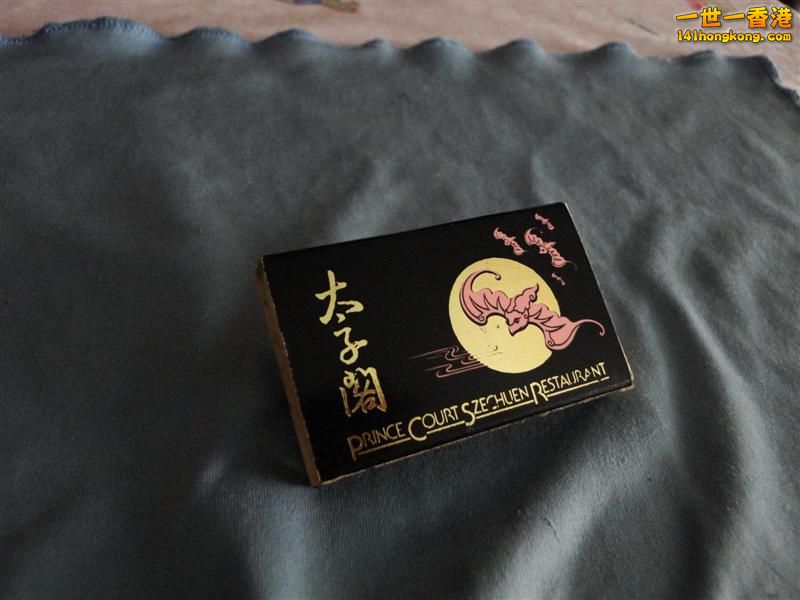 一世一香港
141hongkong.com
太子閣
PRINCE COURT SZECHUEN RESTAURANT